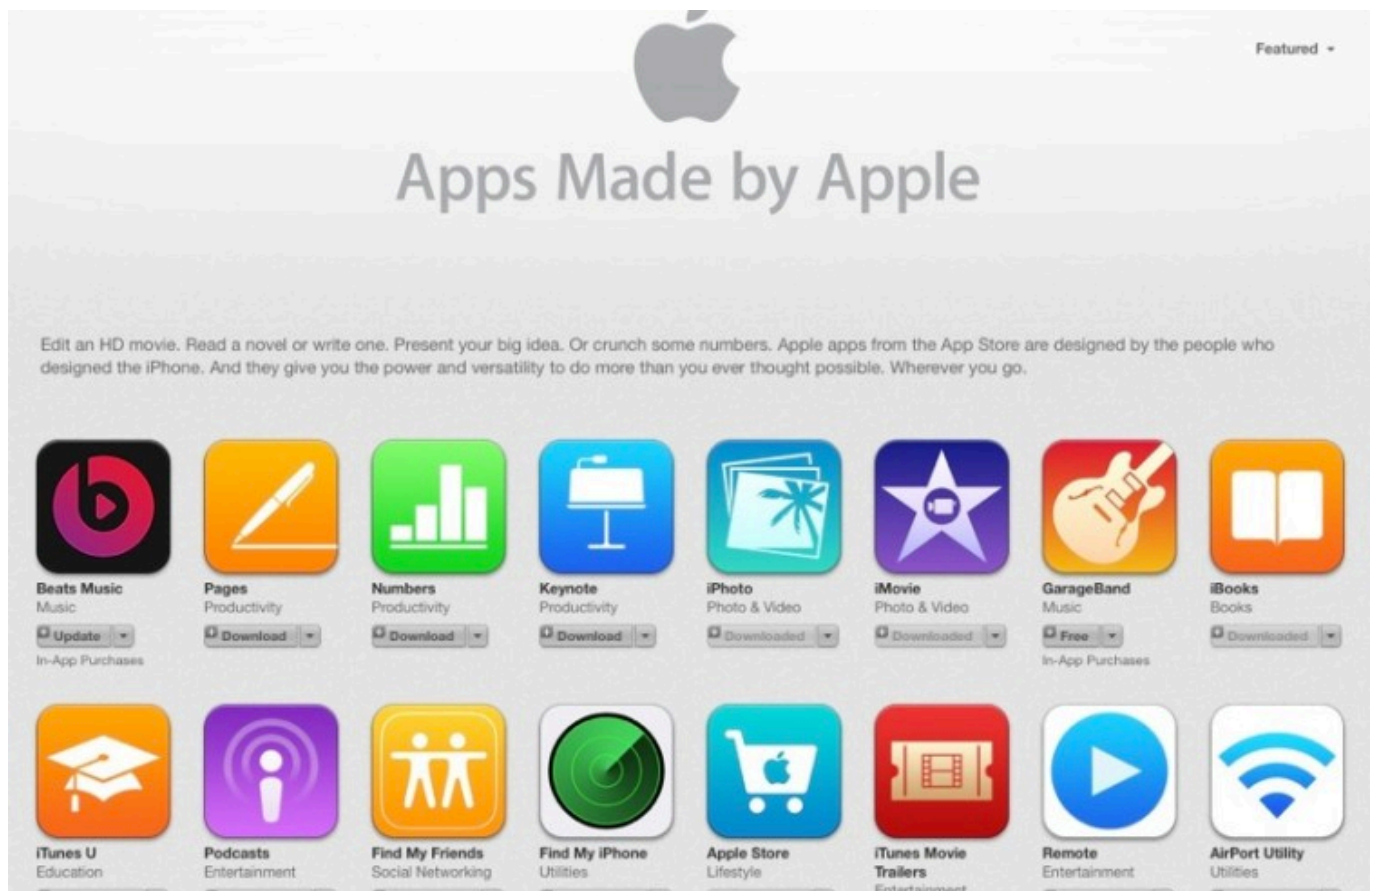 Featured
Apps Made by Apple
Edit an HD movie. Read a novel or write one. Present your big idea. Or crunch some numbers. Apple apps from the App Store are designed by the people who
designed the iPhone. And they give you the power and versatility to do more than you ever thought possible. Wherever you go.
Beats Music
Music
Update
In-App Purchases
Pages
Productivity
Download
Numbers
Productivity
Download
Keynote
Productivity
Download
iPhoto
Photo & Video
Downloaded
iMovie
Photo & Video
Downloaded
GarageBand
Music
Free
In-App Purchases
iBooks
Books
Downloaded
iTunes U
Education
Podcasts
Entertainment
Find My Friends
Social Networking
Find My iPhone
Utilities
Apple Store
Lifestyle
iTunes Movie
Trailers
Entertainment
Remote
Entertainment
AirPort Utility
Utilities